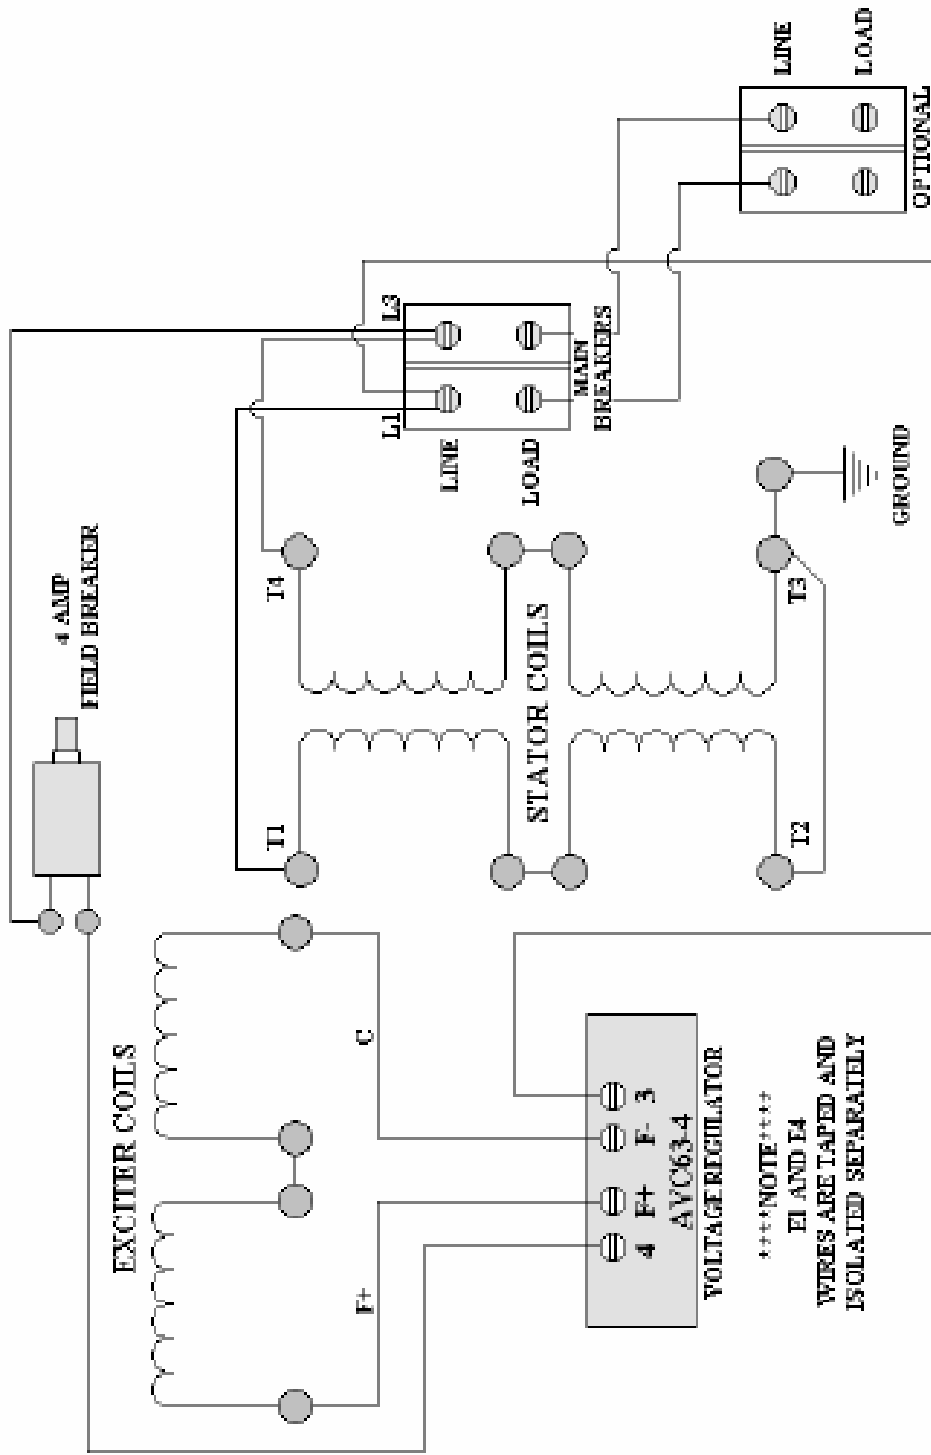 4 AMP
FIELD BREAKER
EXCITER COILS
F+
C
T1
T4
STATOR COILS
T2
T3
GROUND
L1
L3
LINE
LOAD
MAIN
BREAKERS
LINE
LOAD
OPTIONAL
4
F+
F-
3
AVC63-4
VOLTAGE REGULATOR
****NOTE****
E1 AND E4
WIRES ARE TAPED AND
ISOLATED SEPARATELY